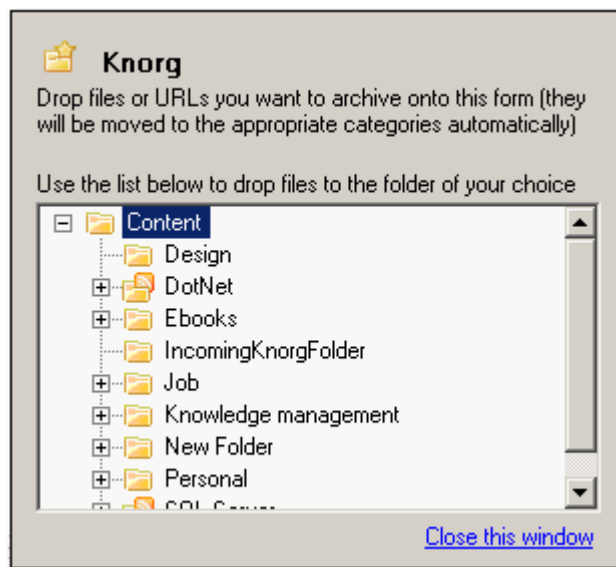 Knorg
Drop files or URLs you want to archive onto this form (they
will be moved to the appropriate categories automatically)
Use the list below to drop files to the folder of your choice
Content
Design
DotNet
Ebooks
IncomingKnorgFolder
Job
Knowledge management
New Folder
Personal
SQL Server
Close this window